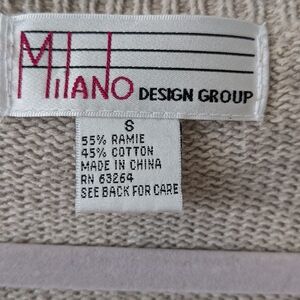 MilANO DESIGN GROUP
S
55% RAMIE
45% COTTON
MADE IN CHINA
RN 63264
SEE BACK FOR CARE